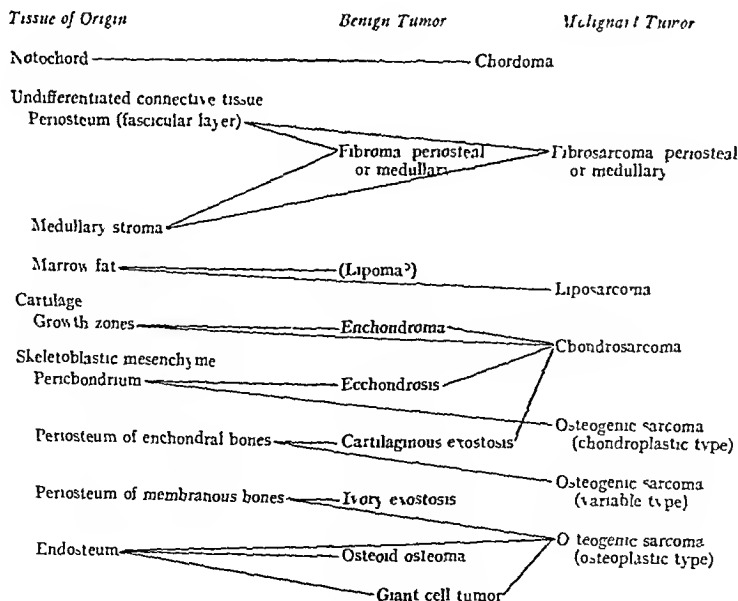 Tissue of Origin Benign Tumor Malignant Tumor
Notochord Chordoma
Undifferentiated connective tissue
Periosteum (fascicular layer)
Fibroma periosteal Fibrosarcoma periosteal
or medullary or medullary
Medullary stroma
Marrow fat (Lipoma?)
Liposarcoma
Cartilage
Growth zones Enchondroma
Chondrosarcoma
Skeletoblastic mesenchyme
Perichondrium Ecchondrosis
Osteogenic sarcoma
(chondroplastic type)
Periosteum of enchondral bones Cartilaginous exostosis
Osteogenic sarcoma
(variable type)
Periosteum of membranous bones Ivory exostosis
Osteogenic sarcoma
(osteoplastic type)
Endosteum Osteoid osteoma
Giant cell tumor